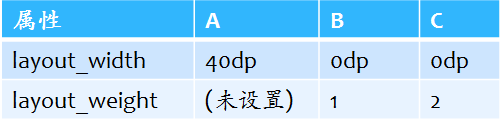 属性 A B C
layout_width 40dp 0dp 0dp
layout_weight (未设置) 1 2